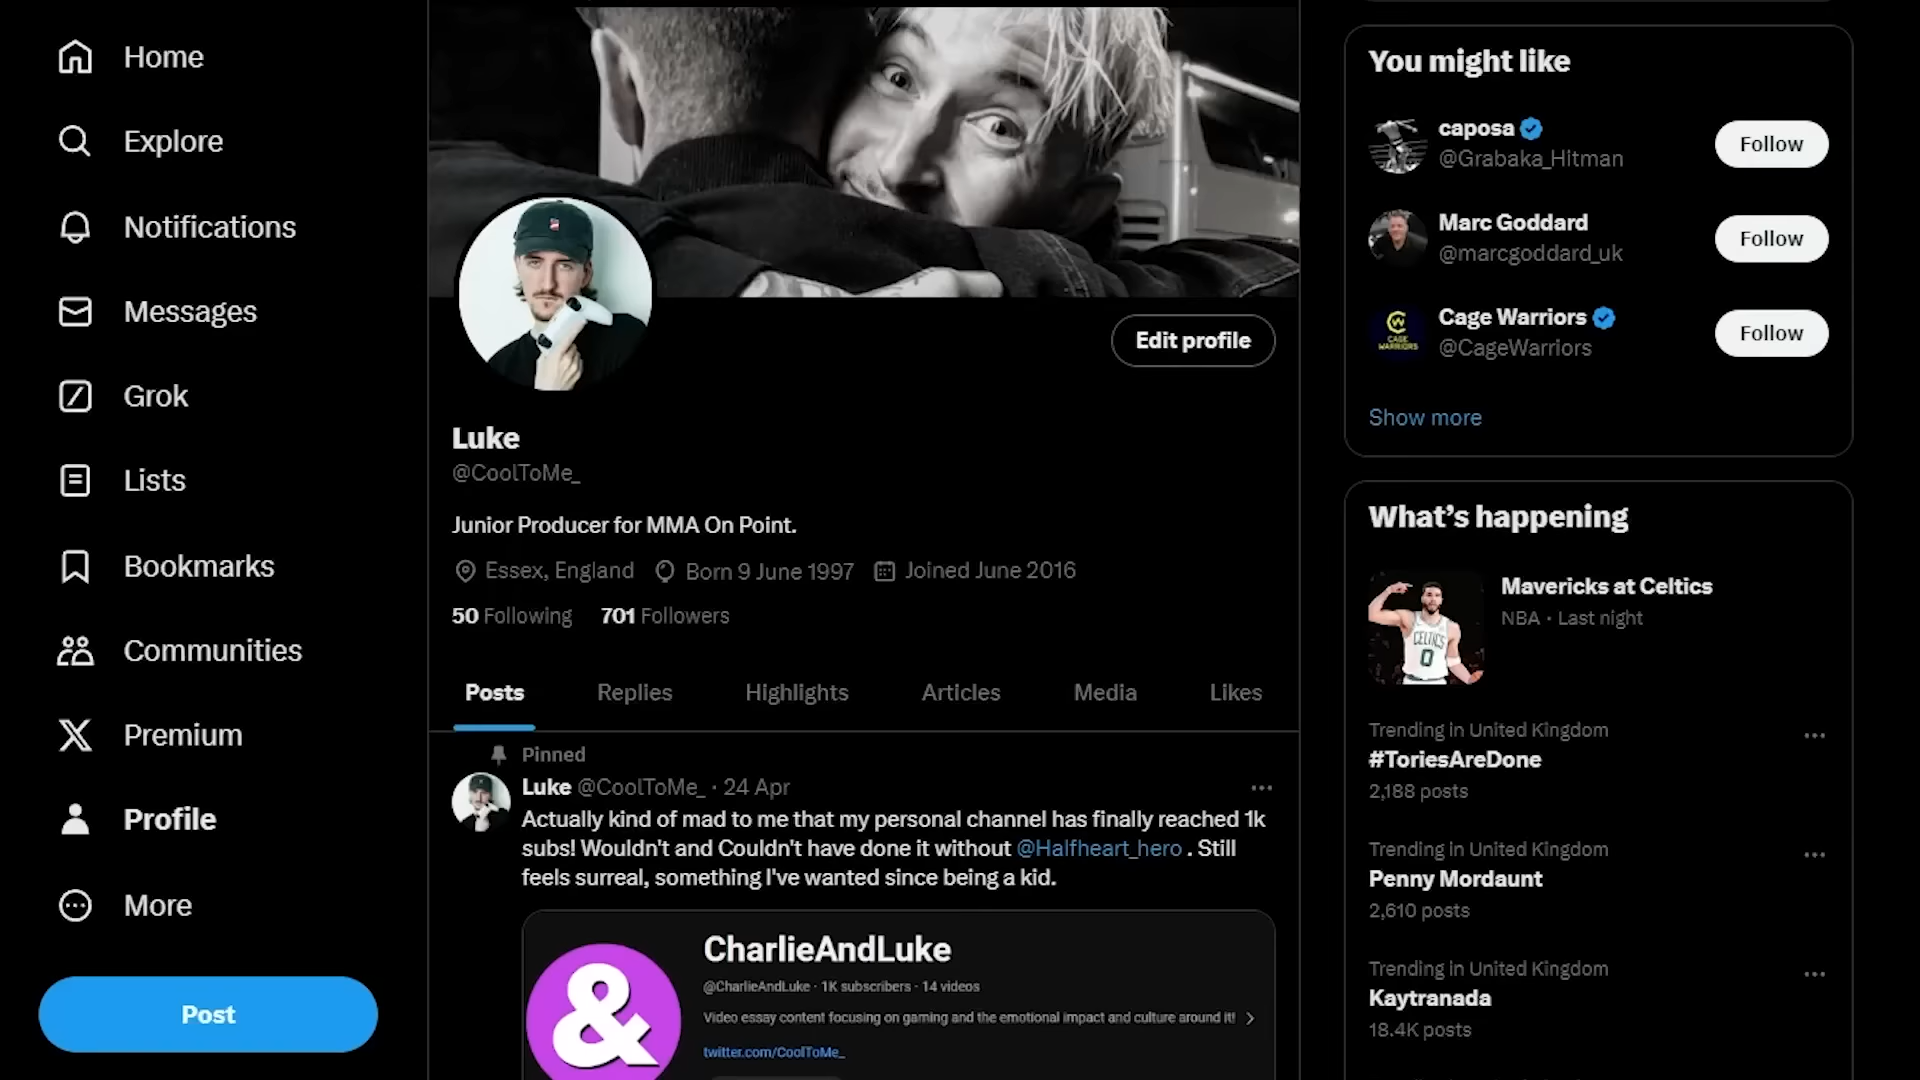 Home
Explore
Notifications
Messages
Grok
Lists
Bookmarks
Communities
Premium
Profile
More
Post
Edit profile
Luke
@CoolToMe_
Junior Producer for MMA On Point.
Essex, England Born 9 June 1997 Joined June 2016
50 Following 701 Followers
Posts Replies Highlights Articles Media Likes
Pinned
Luke @CoolToMe_ · 24 Apr
Actually kind of mad to me that my personal channel has finally reached 1k
subs! Wouldn't and Couldn't have done it without @Halfheart_hero . Still
feels surreal, something I've wanted since being a kid.
&
CharlieAndLuke
@CharlieAndLuke · 1K subscribers · 14 videos
Video essay content focusing on gaming and the emotional impact and culture around it!
twitter.com/CoolToMe_
You might like
caposa
@Grabaka_Hitman
Follow
Marc Goddard
@marcgoddard_uk
Follow
CW
CAGE
WARRIORS
Cage Warriors
@CageWarriors
Follow
Show more
What's happening
CELTICS
0
Mavericks at Celtics
NBA · Last night
Trending in United Kingdom
#ToriesAreDone
2,188 posts
Trending in United Kingdom
Penny Mordaunt
2,610 posts
Trending in United Kingdom
Kaytranada
18.4K posts